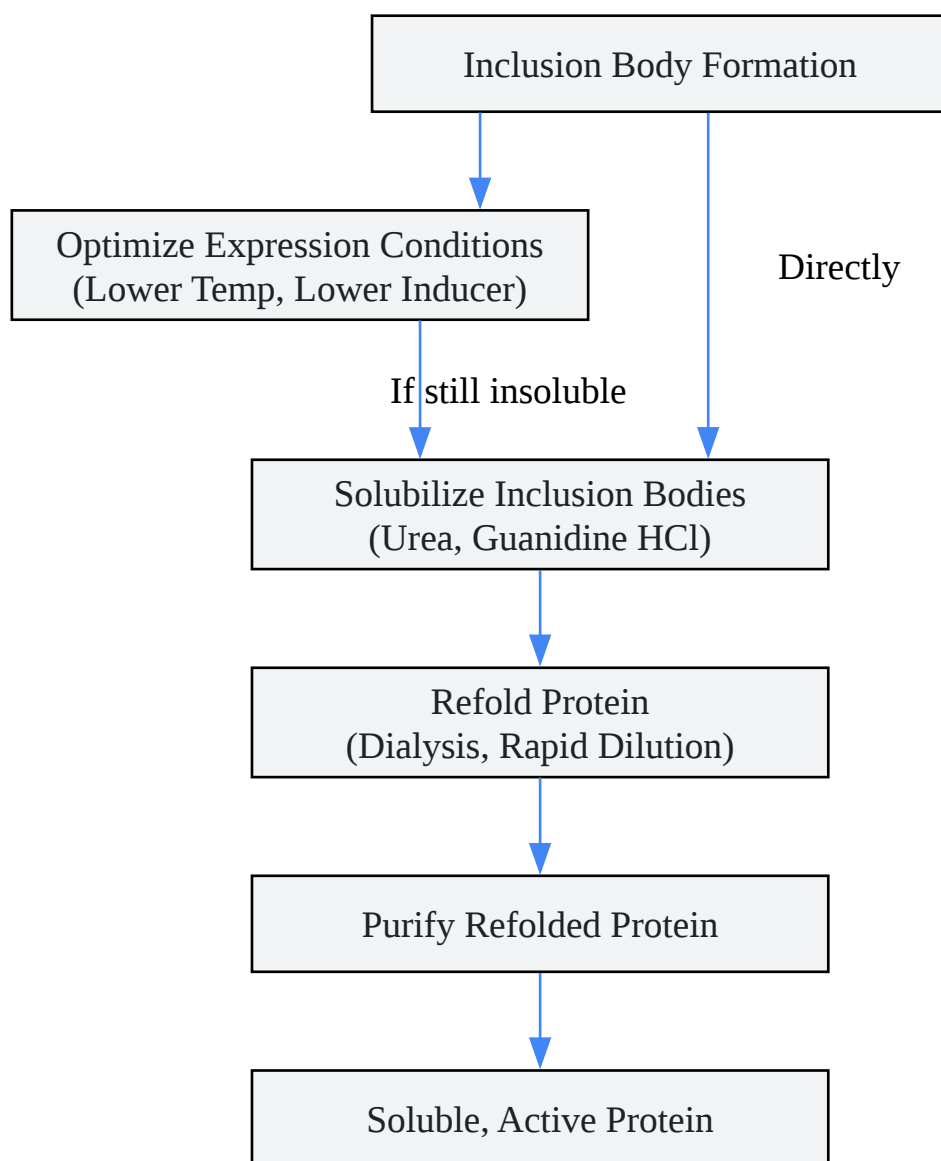 Inclusion Body Formation
Optimize Expression Conditions
(Lower Temp, Lower Inducer)
Directly
If still insoluble
Solubilize Inclusion Bodies
(Urea, Guanidine HCl)
Refold Protein
(Dialysis, Rapid Dilution)
Purify Refolded Protein
Soluble, Active Protein